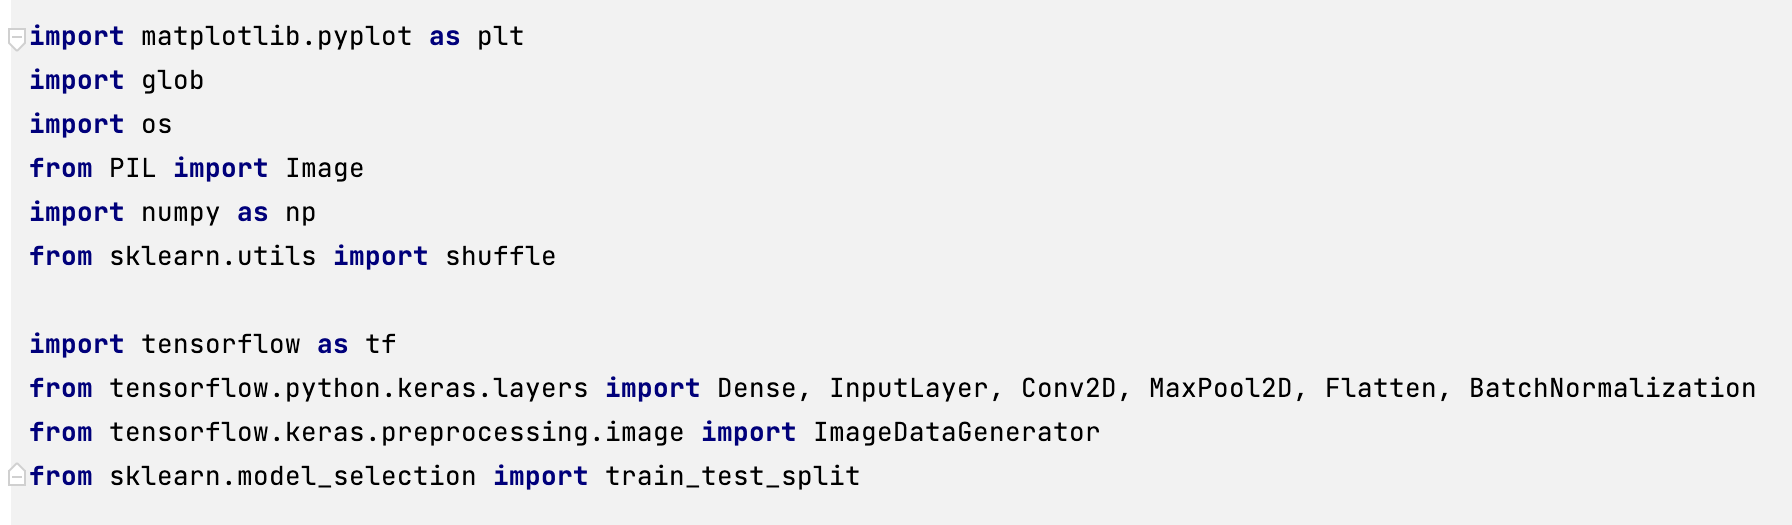 import matplotlib.pyplot as plt
import glob
import os
from PIL import Image
import numpy as np
from sklearn.utils import shuffle
import tensorflow as tf
from tensorflow.python.keras.layers import Dense, InputLayer, Conv2D, MaxPool2D, Flatten, BatchNormalization
from tensorflow.keras.preprocessing.image import ImageDataGenerator
from sklearn.model_selection import train_test_split